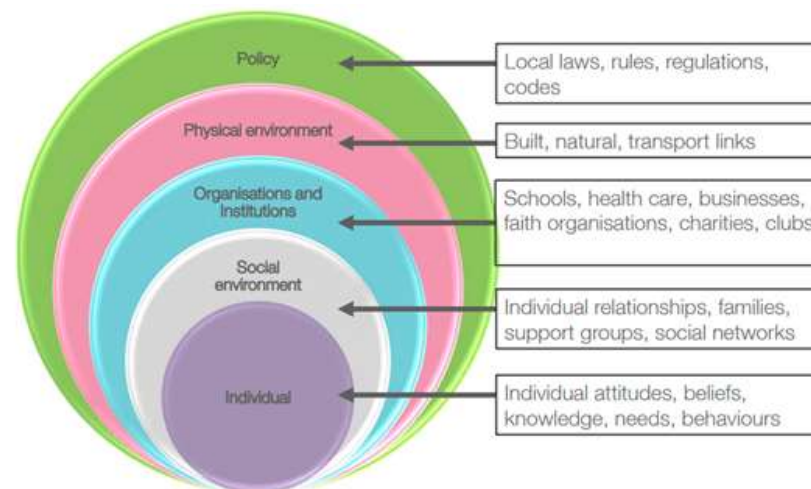 Policy
Local laws, rules, regulations,
codes
Physical environment
Built, natural, transport links
Organisations and
Institutions
Schools, health care, businesses,
faith organisations, charities, clubs
Social
environment
Individual relationships, families,
support groups, social networks
Individual
Individual attitudes, beliefs,
knowledge, needs, behaviours